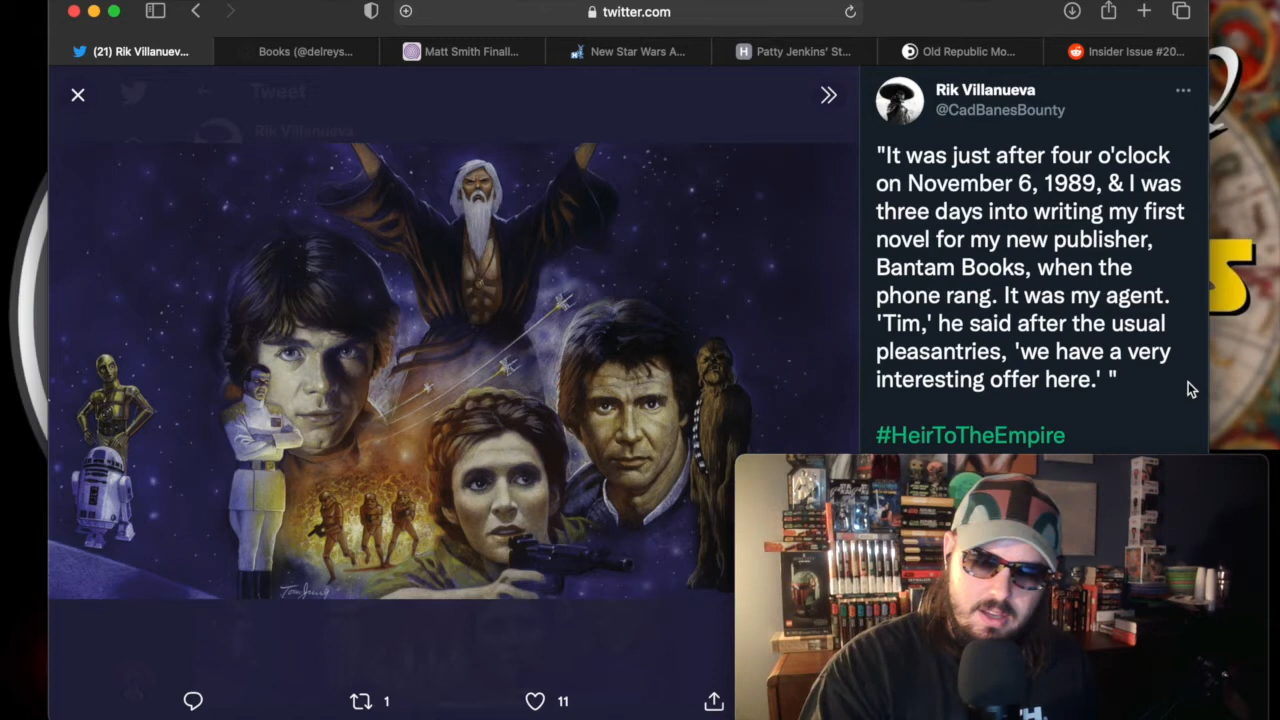 twitter.com
(21) Rik Villanuev...
Books (@delreys...
Matt Smith Finall...
New Star Wars A...
H
Patty Jenkins' St...
Old Republic Mo...
Insider Issue #20...
Tweet
Rik Villanueva
Rik Villanueva
@CadBanesBounty
"It was just after four o'clock
on November 6, 1989, & I was
three days into writing my first
novel for my new publisher,
Bantam Books, when the
phone rang. It was my agent.
'Tim,' he said after the usual
pleasantries, 'we have a very
interesting offer here.' "
#HeirToTheEmpire
1
11